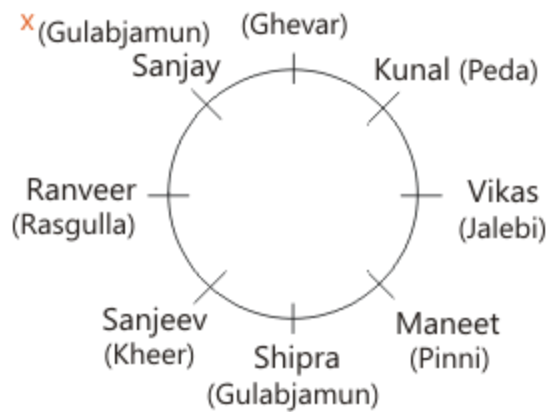 x (Gulabjamun)
Sanjay
(Ghevar)
Kunal (Peda)
Ranveer
(Rasgulla)
Vikas
(Jalebi)
Sanjeev
(Kheer)
Shipra
(Gulabjamun)
Maneet
(Pinni)